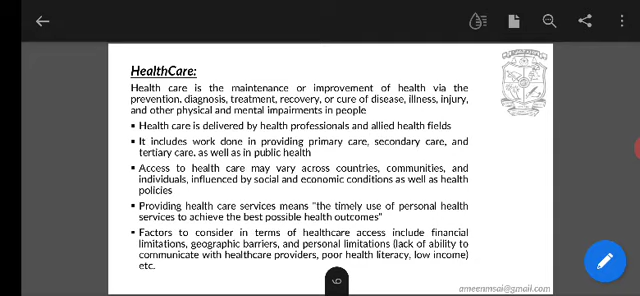 HealthCare:
Health care is the maintenance or improvement of health via the
prevention, diagnosis, treatment, recovery, or cure of disease, illness, injury,
and other physical and mental impairments in people
▪ Health care is delivered by health professionals and allied health fields
▪ It includes work done in providing primary care, secondary care, and
tertiary care, as well as in public health
▪ Access to health care may vary across countries, communities, and
individuals, influenced by social and economic conditions as well as health
policies
▪ Providing health care services means "the timely use of personal health
services to achieve the best possible health outcomes"
▪ Factors to consider in terms of healthcare access include financial
limitations, geographic barriers, and personal limitations (lack of ability to
communicate with healthcare providers, poor health literacy, low income)
etc.
ameenmsai@gmail.com